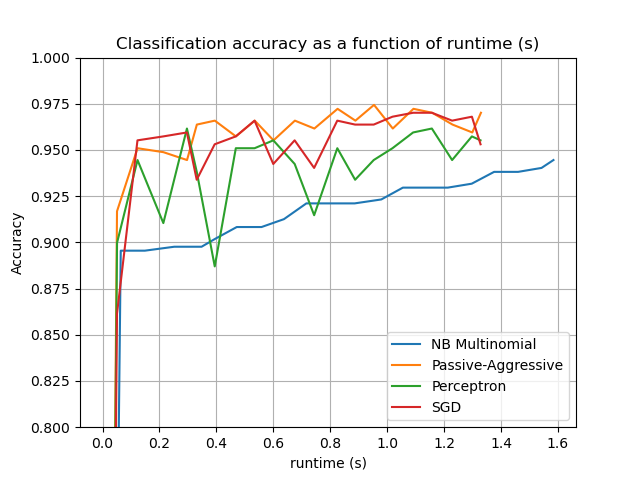 Classification accuracy as a function of runtime (s)
1.000
0.975
0.950
0.925
0.900
0.875
0.850
0.825
0.800
Accuracy
NB Multinomial
Passive-Aggressive
Perceptron
SGD
0.0 0.2 0.4 0.6 0.8 1.0 1.2 1.4 1.6
runtime (s)